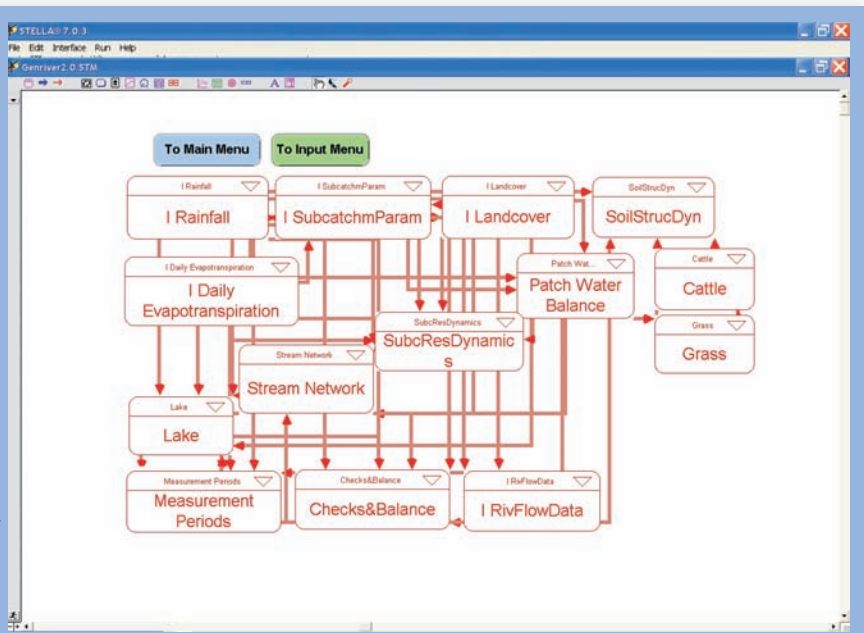 STELLA® 7.0.3
File Edit Interface Run Help
Genriver2.0.STM
A
To Main Menu
To Input Menu
I Rainfall
I Rainfall
I SubcatchmParam
I SubcatchmParam
I Landcover
I Landcover
SoilStrucDyn
SoilStrucDyn
I Daily Evapotranspiration
I Daily
Evapotranspiration
Patch Wat...
Patch Water
Balance
Cattle
Cattle
SubcResDynamics
SubcResDynamic
s
Grass
Grass
Stream Network
Stream Network
Lake
Lake
Measurement Periods
Measurement
Periods
Checks&Balance
Checks&Balance
I RivFlowData
I RivFlowData